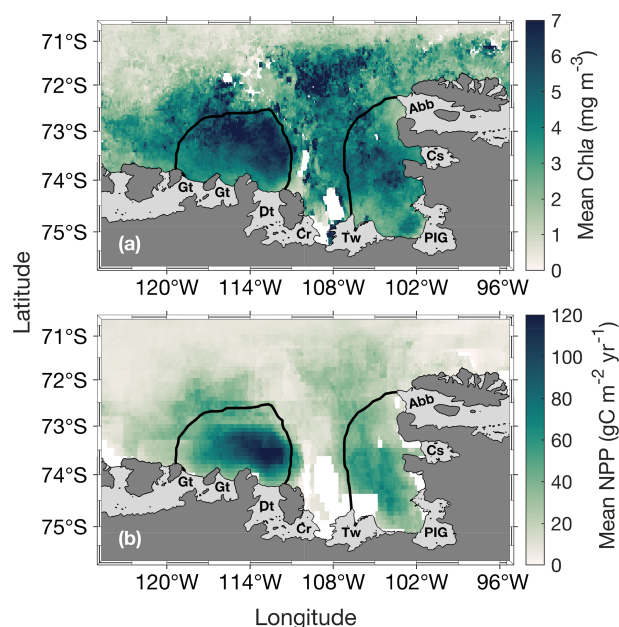 71°S
72°S
73°S
74°S
75°S
Abb
Cs
Gt
Gt
Dt
Cr
Tw
PIG
(a)
120°W
114°W
108°W
102°W
96°W
7
6
5
4
3
2
1
0
Mean Chla (mg m⁻³)
Latitude
71°S
72°S
73°S
74°S
75°S
Abb
Cs
Gt
Gt
Dt
Cr
Tw
PIG
(b)
120°W
114°W
108°W
102°W
96°W
120
100
80
60
40
20
0
Mean NPP (gC m⁻² yr⁻¹)
Longitude